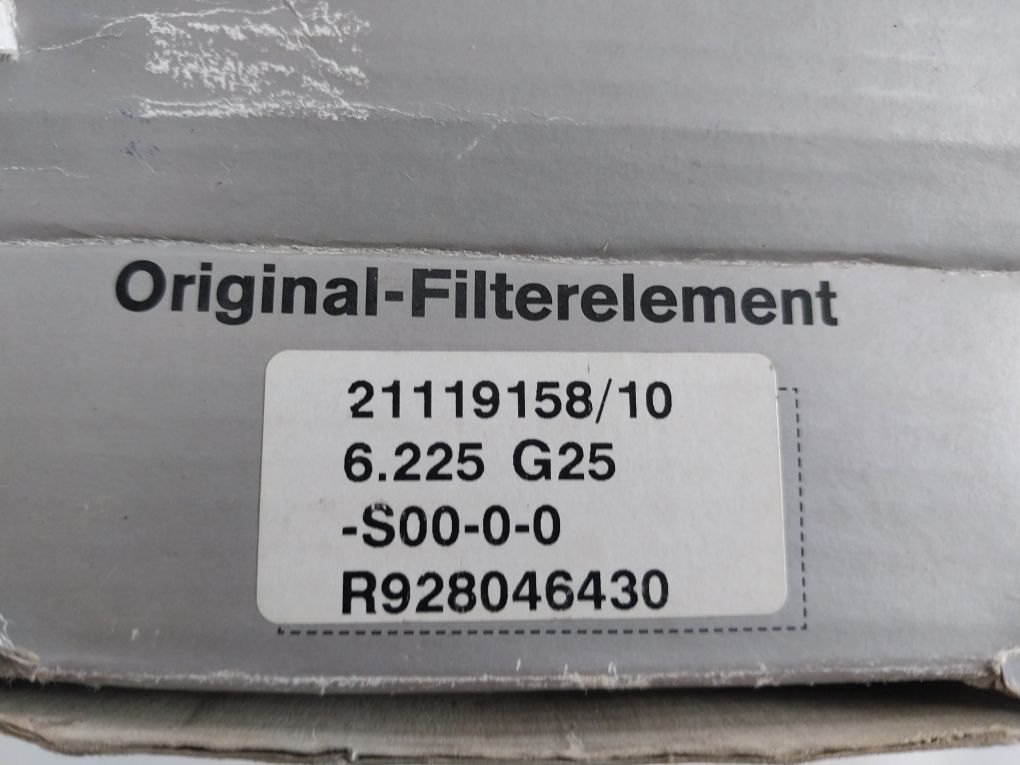 Original-Filterelement
21119158/10
6.225 G25
-S00-0-0
R928046430